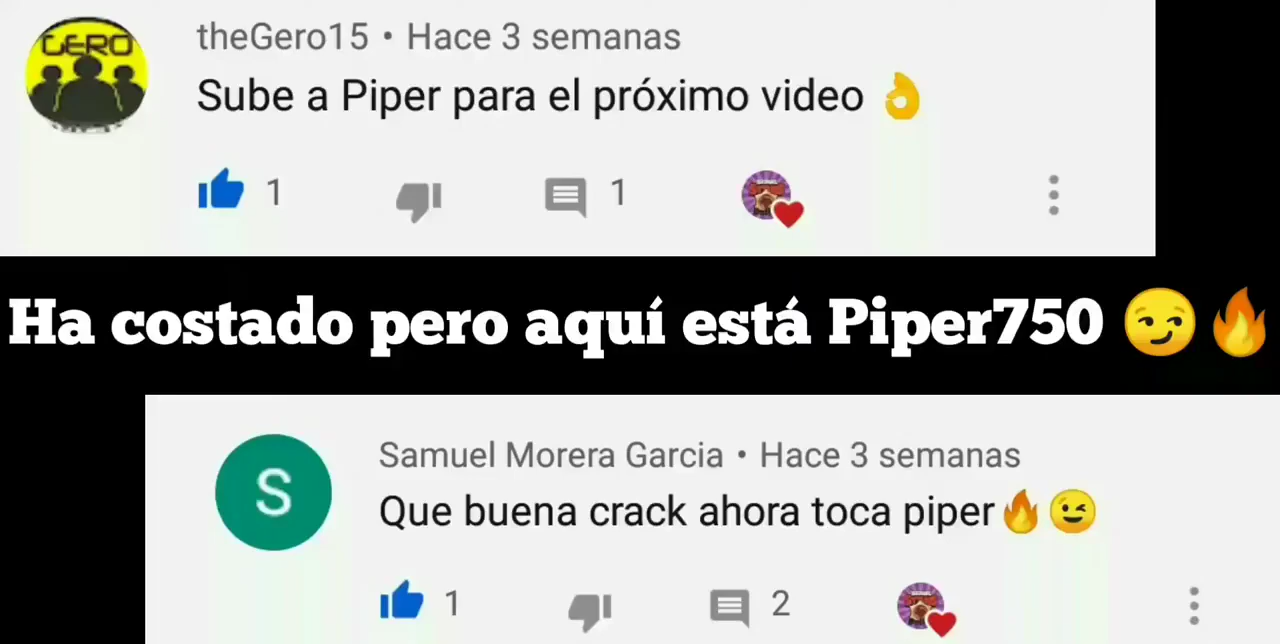 GERO
theGero15 • Hace 3 semanas
Sube a Piper para el próximo video 👌
1
1
Ha costado pero aquí está Piper750 😏🔥
S
Samuel Morera Garcia • Hace 3 semanas
Que buena crack ahora toca piper🔥😉
1
2